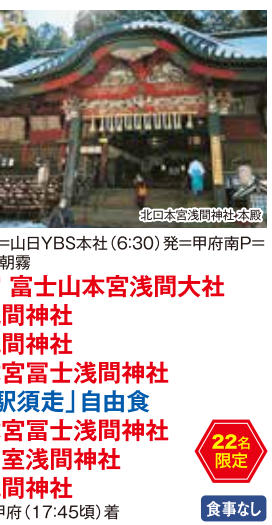 北口本宮浅間神社・本殿
=山日YBS本社(6:30)発=甲府南P=
朝霧
富士山本宮浅間大社
間神社
間神社
宮冨士浅間神社
駅須走」自由食
宮冨士浅間神社
室浅間神社
間神社
22名
限定
甲府(17:45頃)着
食事なし